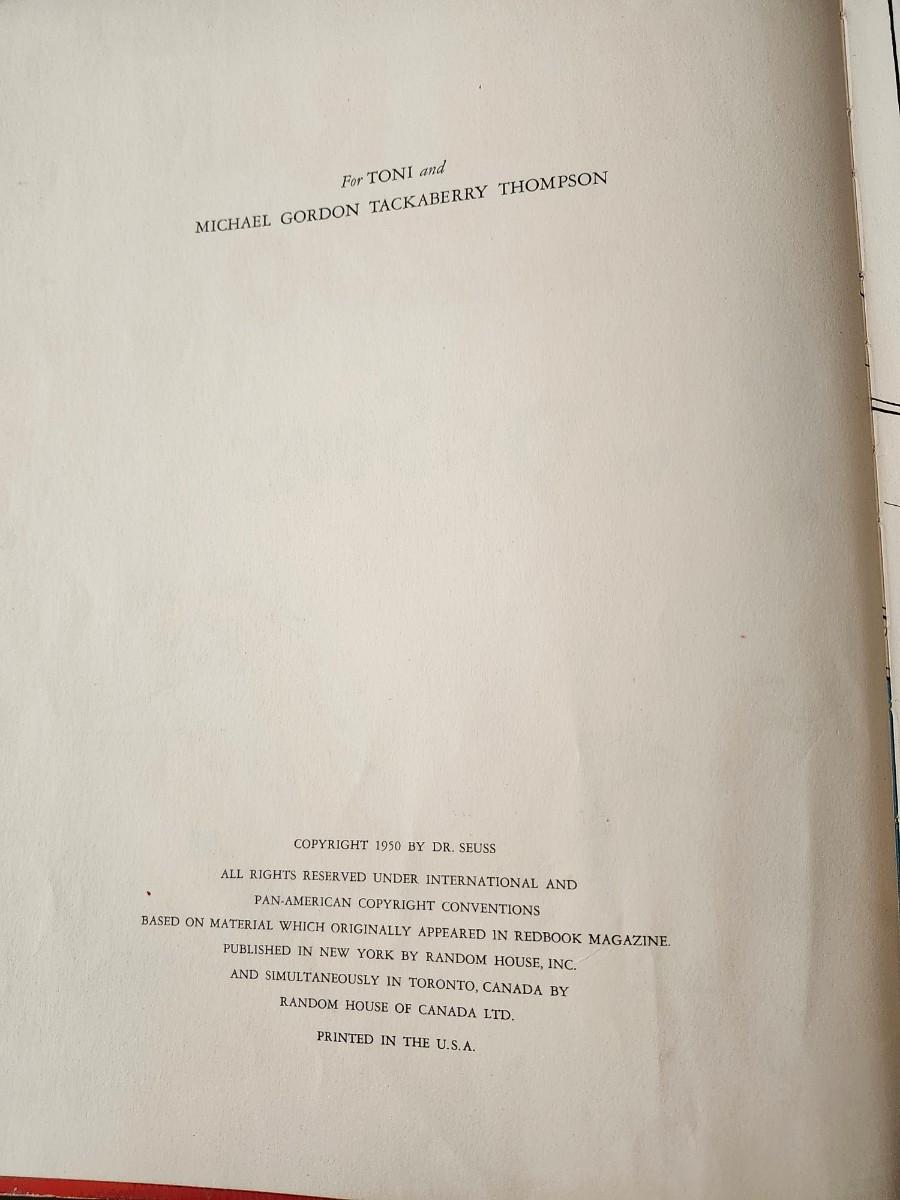 For TONI and
MICHAEL GORDON TACKABERRY THOMPSON
COPYRIGHT 1950 BY DR. SEUSS
ALL RIGHTS RESERVED UNDER INTERNATIONAL AND
PAN-AMERICAN COPYRIGHT CONVENTIONS
BASED ON MATERIAL WHICH ORIGINALLY APPEARED IN REDBOOK MAGAZINE.
PUBLISHED IN NEW YORK BY RANDOM HOUSE, INC.
AND SIMULTANEOUSLY IN TORONTO, CANADA BY
RANDOM HOUSE OF CANADA LTD.
PRINTED IN THE U.S.A.